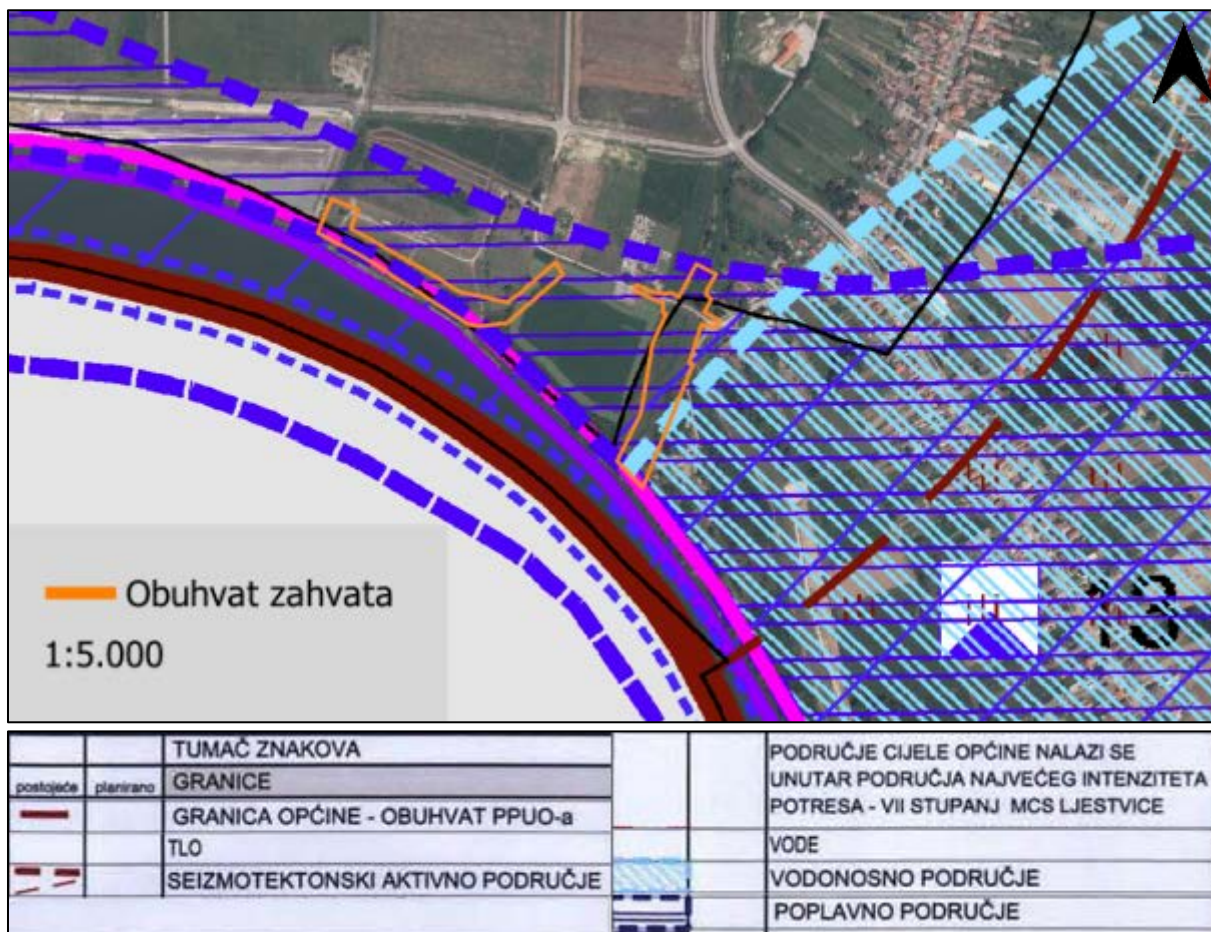 Obuhvat zahvata
1:5.000
13
TUMAČ ZNAKOVA
postojeće planirano GRANICE
GRANICA OPĆINE - OBUHVAT PPUO-a
TLO
SEIZMOTEKTONSKI AKTIVNO PODRUČJE
PODRUČJE CIJELE OPĆINE NALAZI SE
UNUTAR PODRUČJA NAJVEĆEG INTENZITETA
POTRESA - VII STUPANJ MCS LJESTVICE
VODE
VODONOSNO PODRUČJE
POPLAVNO PODRUČJE